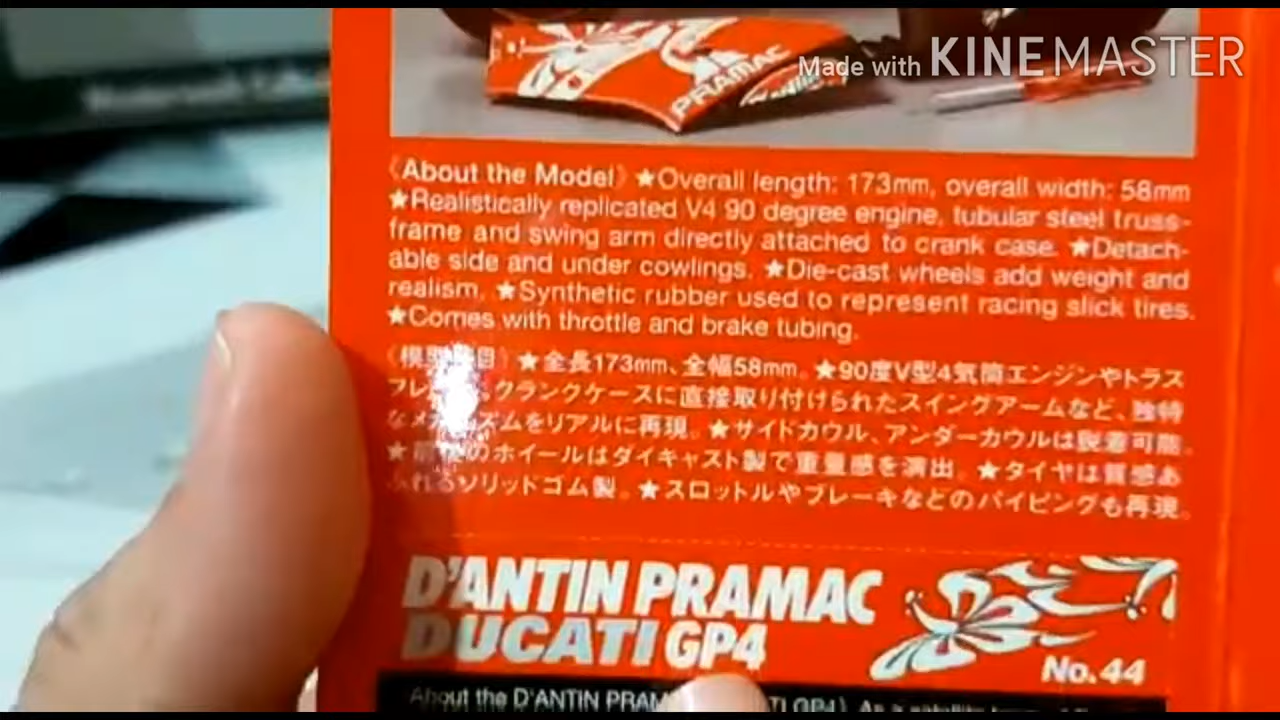 Made with KINEMASTER
PRAMAC
《About the Model》★Overall length: 173mm, overall width: 58mm
★Realistically replicated V4 90 degree engine, tubular steel truss-
frame and swing arm directly attached to crank case. ★Detach-
able side and under cowlings. ★Die-cast wheels add weight and
realism. ★Synthetic rubber used to represent racing slick tires.
★Comes with throttle and brake tubing.
★全長173mm、全幅58mm。★90度V型4気筒エンジンやトラス
クランクケースに直接取り付けられたスイングアームなど、独特
をリアルに再現。★サイドカウル、アンダーカウルは脱着可能。
★のホイールはダイキャスト製で重量感を演出。★タイヤは質感あ
ふれるソリッドゴム製。★スロットルやブレーキなどのパイピングも再現。
D'ANTIN PRAMAC
DUCATI GP4
No.44
About the D'ANTIN GP4》